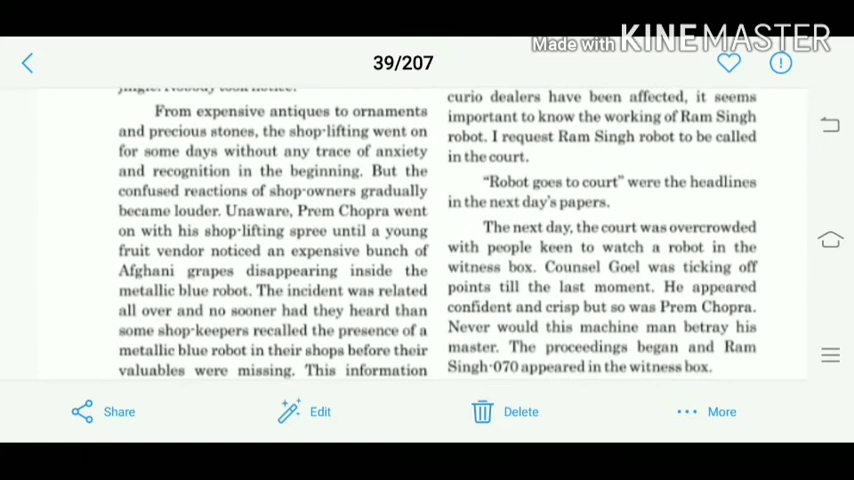 Made with KINEMASTER
39/207
From expensive antiques to ornaments
and precious stones, the shop-lifting went on
for some days without any trace of anxiety
and recognition in the beginning. But the
confused reactions of shop-owners gradually
became louder. Unaware, Prem Chopra went
on with his shop-lifting spree until a young
fruit vendor noticed an expensive bunch of
Afghani grapes disappearing inside the
metallic blue robot. The incident was related
all over and no sooner had they heard than
some shop-keepers recalled the presence of a
metallic blue robot in their shops before their
valuables were missing. This information
curio dealers have been affected, it seems
important to know the working of Ram Singh
robot. I request Ram Singh robot to be called
in the court.
“Robot goes to court” were the headlines
in the next day's papers.
The next day, the court was overcrowded
with people keen to watch a robot in the
witness box. Counsel Goel was ticking off
points till the last moment. He appeared
confident and crisp but so was Prem Chopra.
Never would this machine man betray his
master. The proceedings began and Ram
Singh-070 appeared in the witness box.
Share
Edit
Delete
More